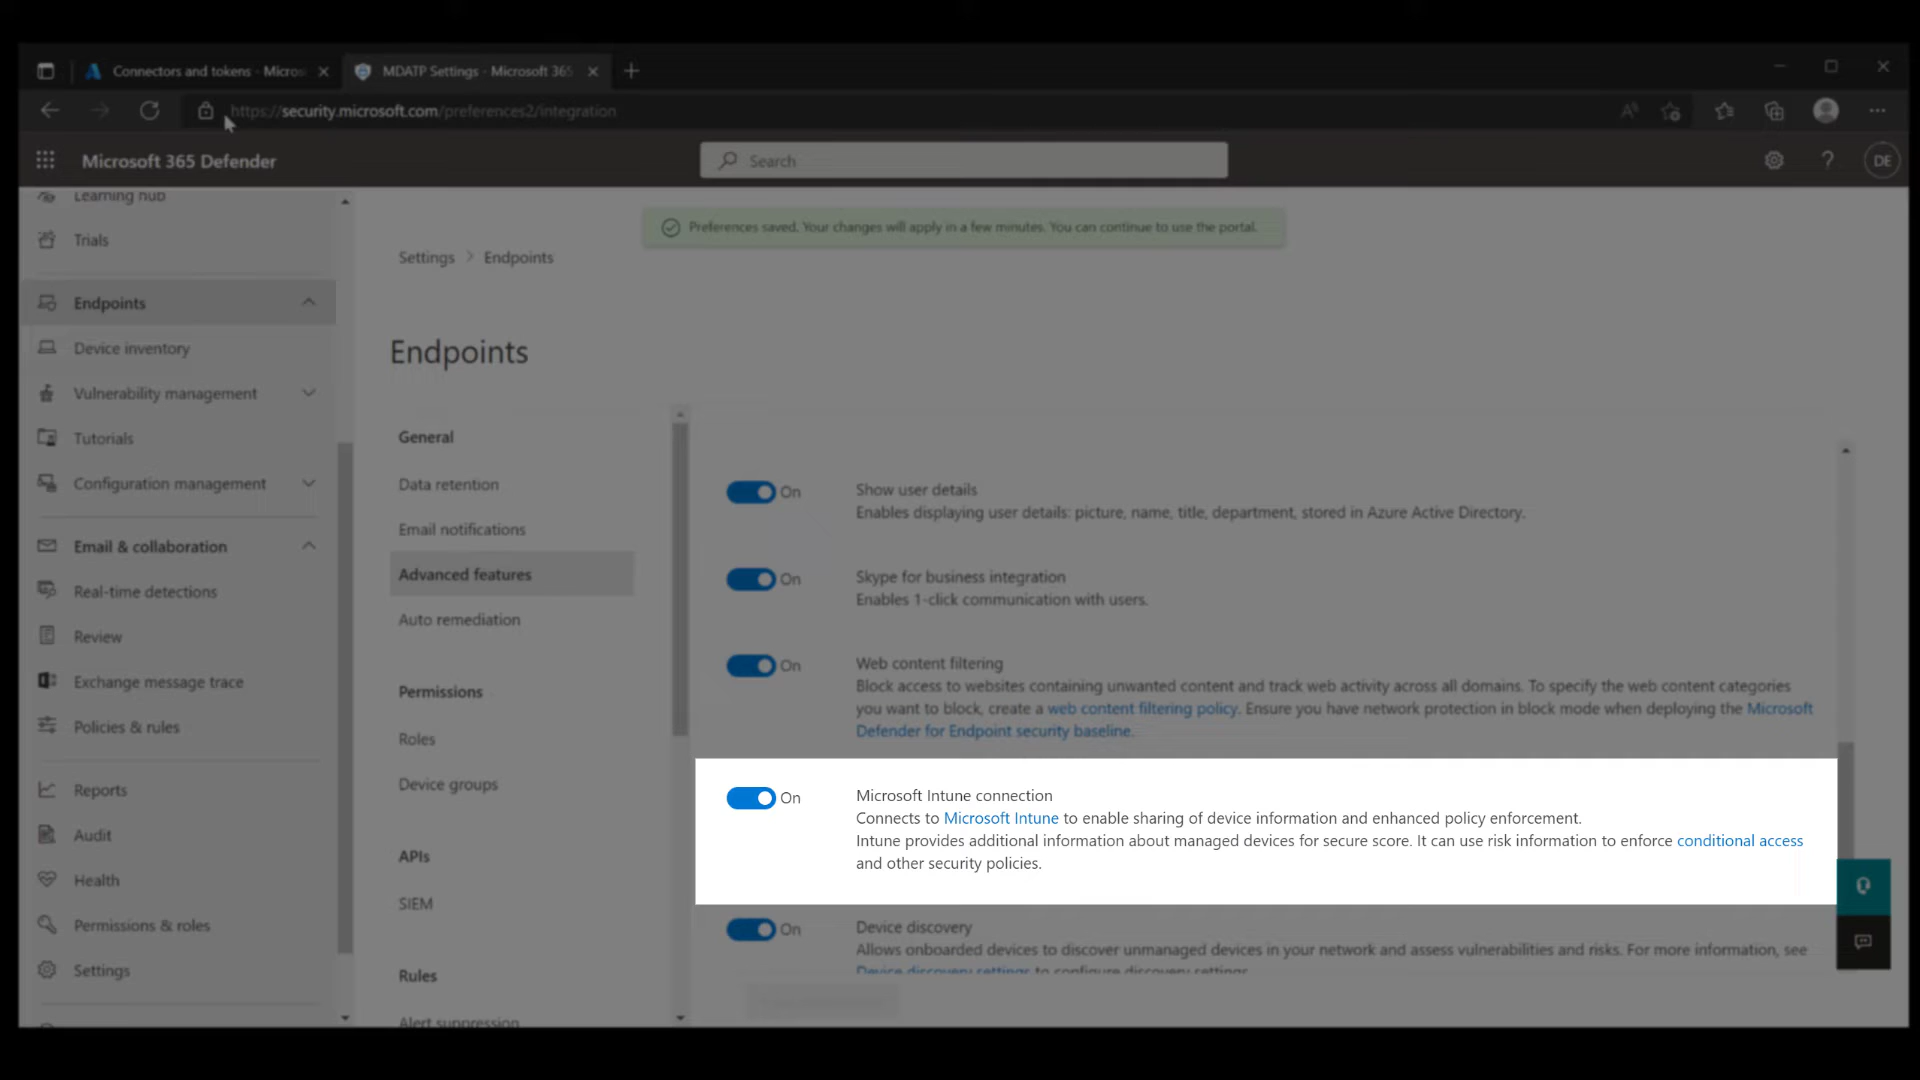 Connectors and tokens - Micros
MDATP Settings - Microsoft 365
https://security.microsoft.com/preferences2/integration
Microsoft 365 Defender
Search
DE
Learning hub
Trials
Endpoints
Device inventory
Vulnerability management
Tutorials
Configuration management
Email & collaboration
Real-time detections
Review
Exchange message trace
Policies & rules
Reports
Audit
Health
Permissions & roles
Settings
Preferences saved. Your changes will apply in a few minutes. You can continue to use the portal.
Settings > Endpoints
Endpoints
General
Data retention
Email notifications
Advanced features
Auto remediation
Permissions
Roles
Device groups
APIs
SIEM
Rules
Alert suppression
On
Show user details
Enables displaying user details: picture, name, title, department, stored in Azure Active Directory.
On
Skype for business integration
Enables 1-click communication with users.
On
Web content filtering
Block access to websites containing unwanted content and track web activity across all domains. To specify the web content categories
you want to block, create a web content filtering policy. Ensure you have network protection in block mode when deploying the Microsoft
Defender for Endpoint security baseline.
On
Microsoft Intune connection
Connects to Microsoft Intune to enable sharing of device information and enhanced policy enforcement.
Intune provides additional information about managed devices for secure score. It can use risk information to enforce conditional access
and other security policies.
On
Device discovery
Allows onboarded devices to discover unmanaged devices in your network and assess vulnerabilities and risks. For more information, see
Device discovery settings to configure discovery settings.